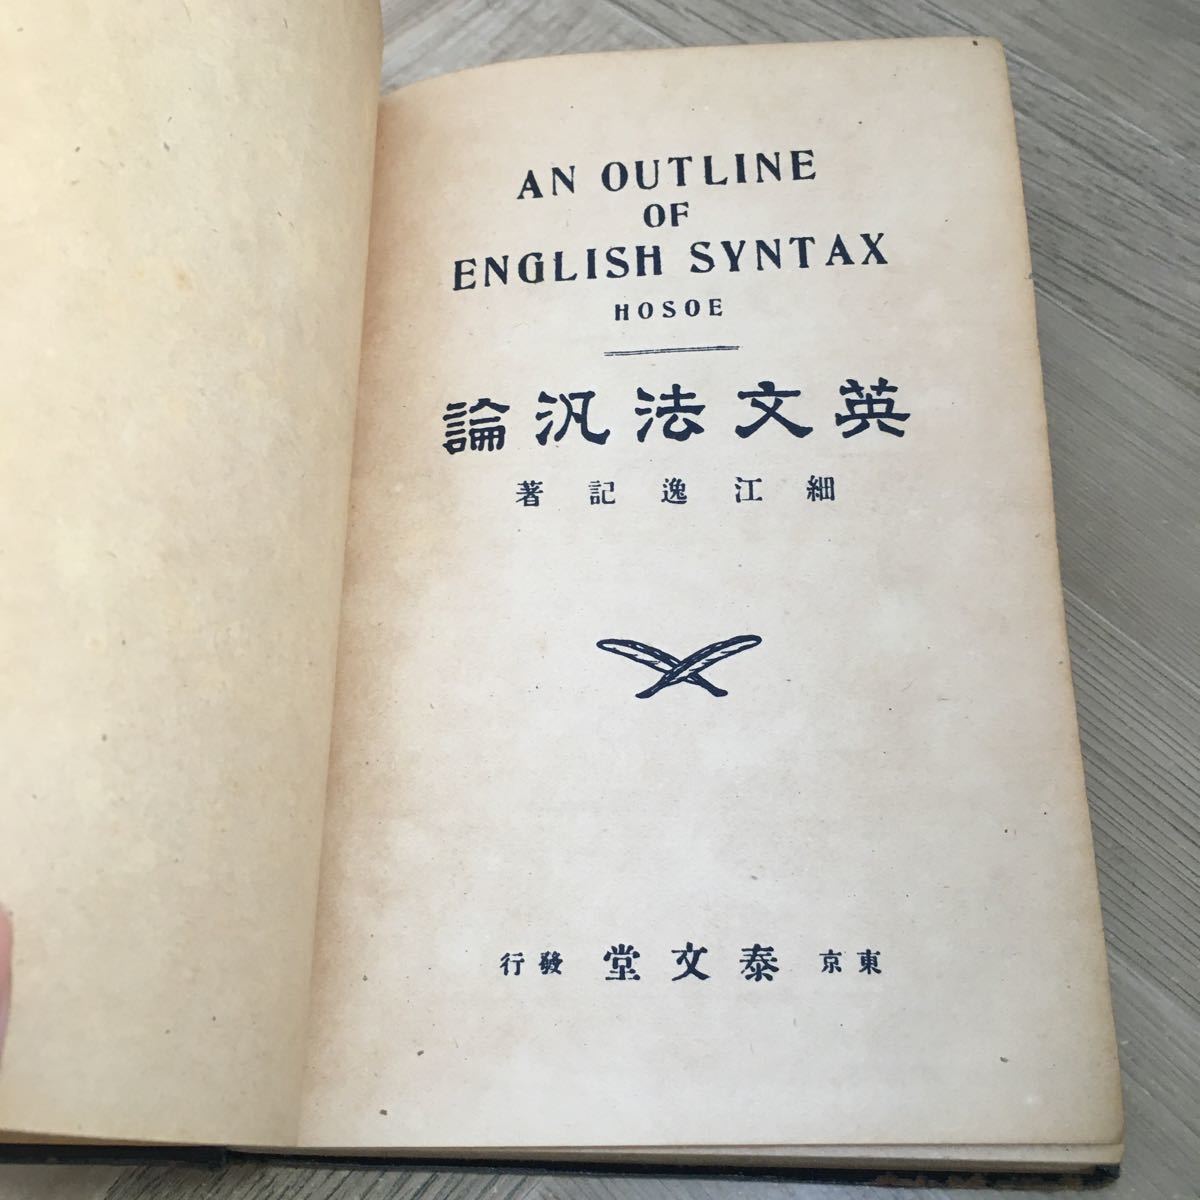 AN OUTLINE
OF
ENGLISH SYNTAX
HOSOE
英文法汎論
細江逸記著
東京 泰文堂 發行